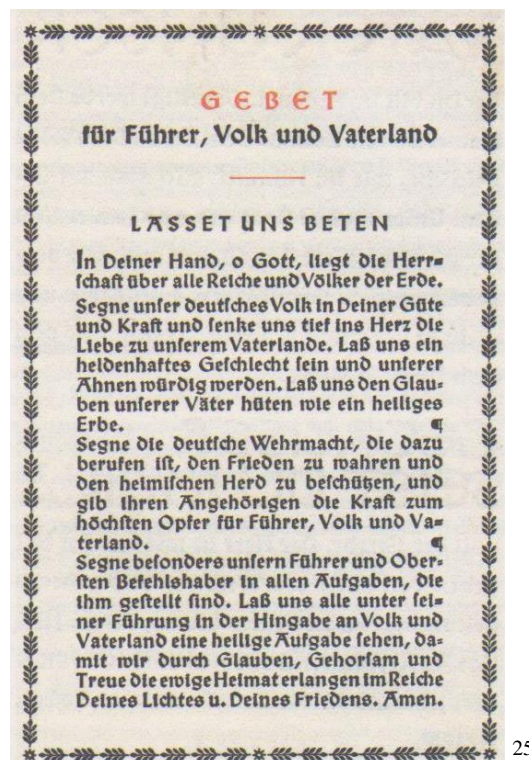 GEBET
für Führer, Volk und Vaterland
LASSET UNS BETEN
In Deiner Hand, o Gott, liegt die Herr-
ſchaft über alle Reiche und Völker der Erde.
Segne unſer deutſches Volk in Deiner Güte
und Kraft und ſenke uns tief ins Herz die
Liebe zu unſerem Vaterlande. Laß uns ein
heldenhaftes Geſchlecht ſein und unſerer
Ahnen würdig werden. Laß uns den Glau-
ben unſerer Väter hüten wie ein heiliges
Erbe. ¶
Segne die deutſche Wehrmacht, die dazu
berufen iſt, den Frieden zu wahren und
den heimiſchen Herd zu beſchützen, und
gib ihren Angehörigen die Kraft zum
höchſten Opfer für Führer, Volk und Va-
terland. ¶
Segne beſonders unſern Führer und Ober-
ſten Befehlshaber in allen Aufgaben, die
ihm geſtellt ſind. Laß uns alle unter ſei-
ner Führung in der Hingabe an Volk und
Vaterland eine heilige Aufgabe ſehen, da-
mit wir durch Glauben, Gehorſam und
Treue die ewige Heimat erlangen im Reiche
Deines Lichtes u. Deines Friedens. Amen.
25